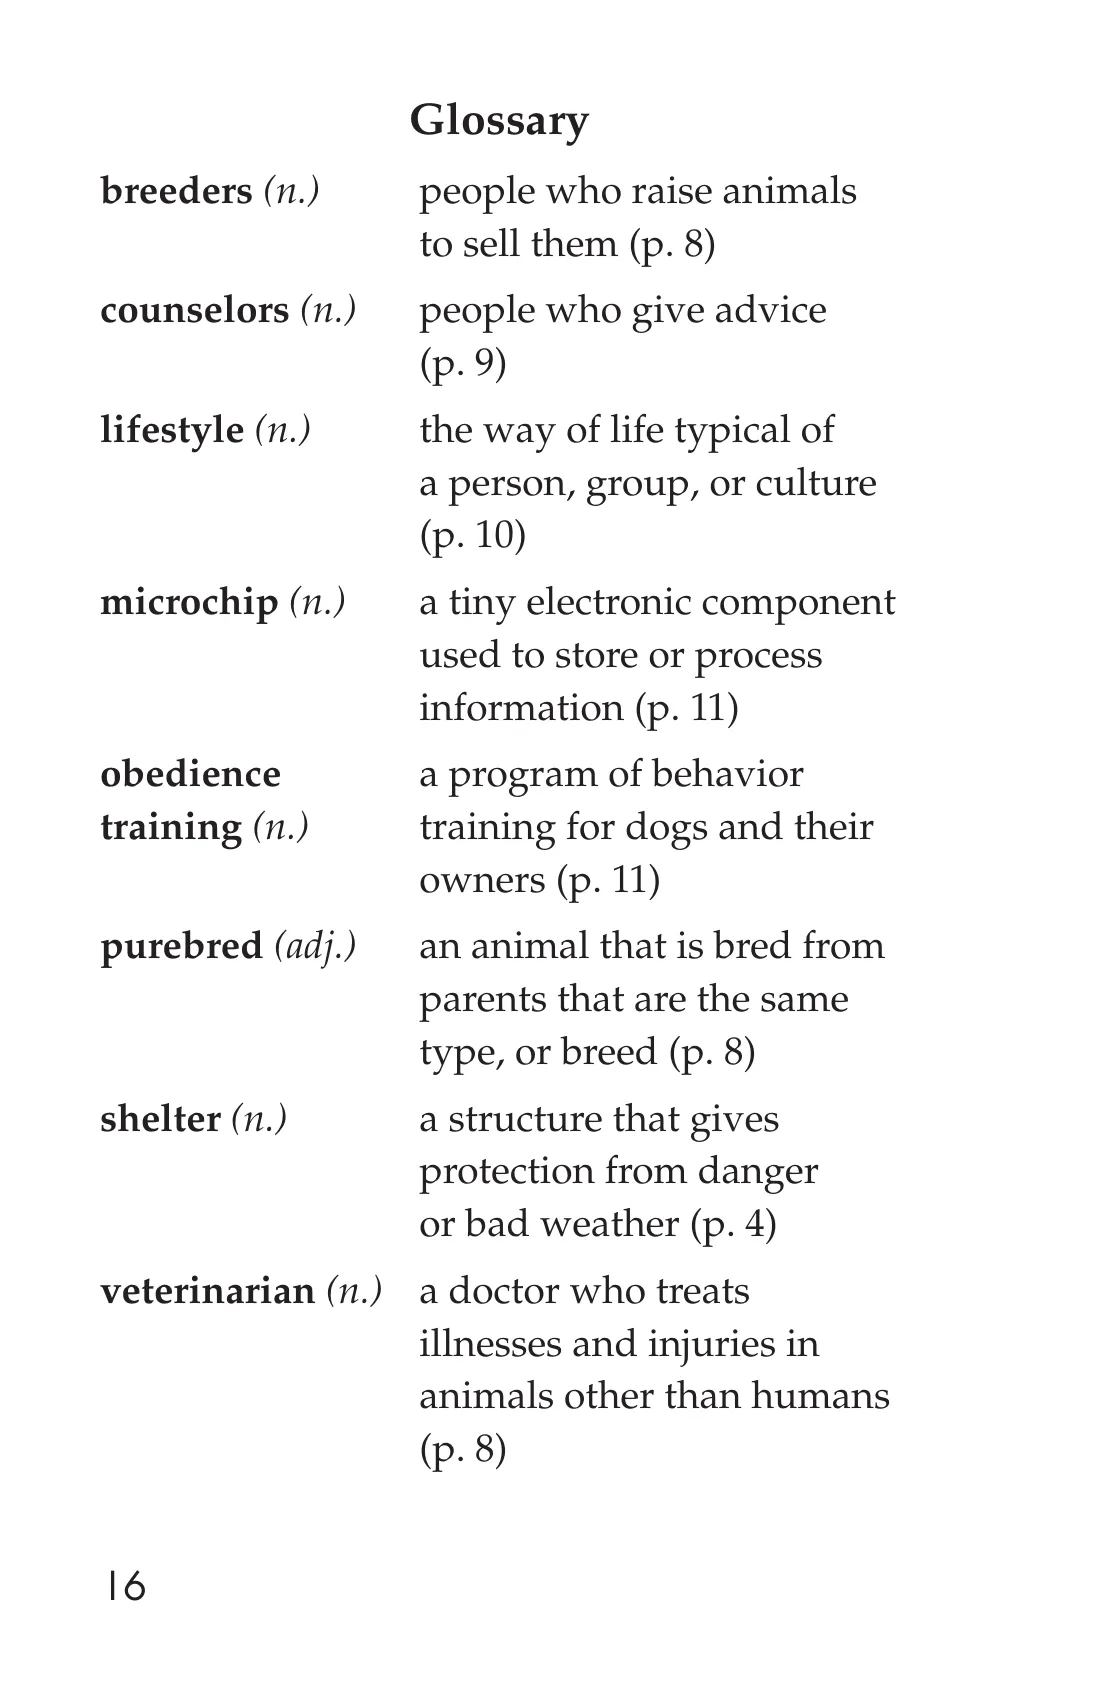 Glossary
breeders (n.) people who raise animals
to sell them (p. 8)
counselors (n.) people who give advice
(p. 9)
lifestyle (n.) the way of life typical of
a person, group, or culture
(p. 10)
microchip (n.) a tiny electronic component
used to store or process
information (p. 11)
obedience a program of behavior
training (n.) training for dogs and their
owners (p. 11)
purebred (adj.) an animal that is bred from
parents that are the same
type, or breed (p. 8)
shelter (n.) a structure that gives
protection from danger
or bad weather (p. 4)
veterinarian (n.) a doctor who treats
illnesses and injuries in
animals other than humans
(p. 8)
16